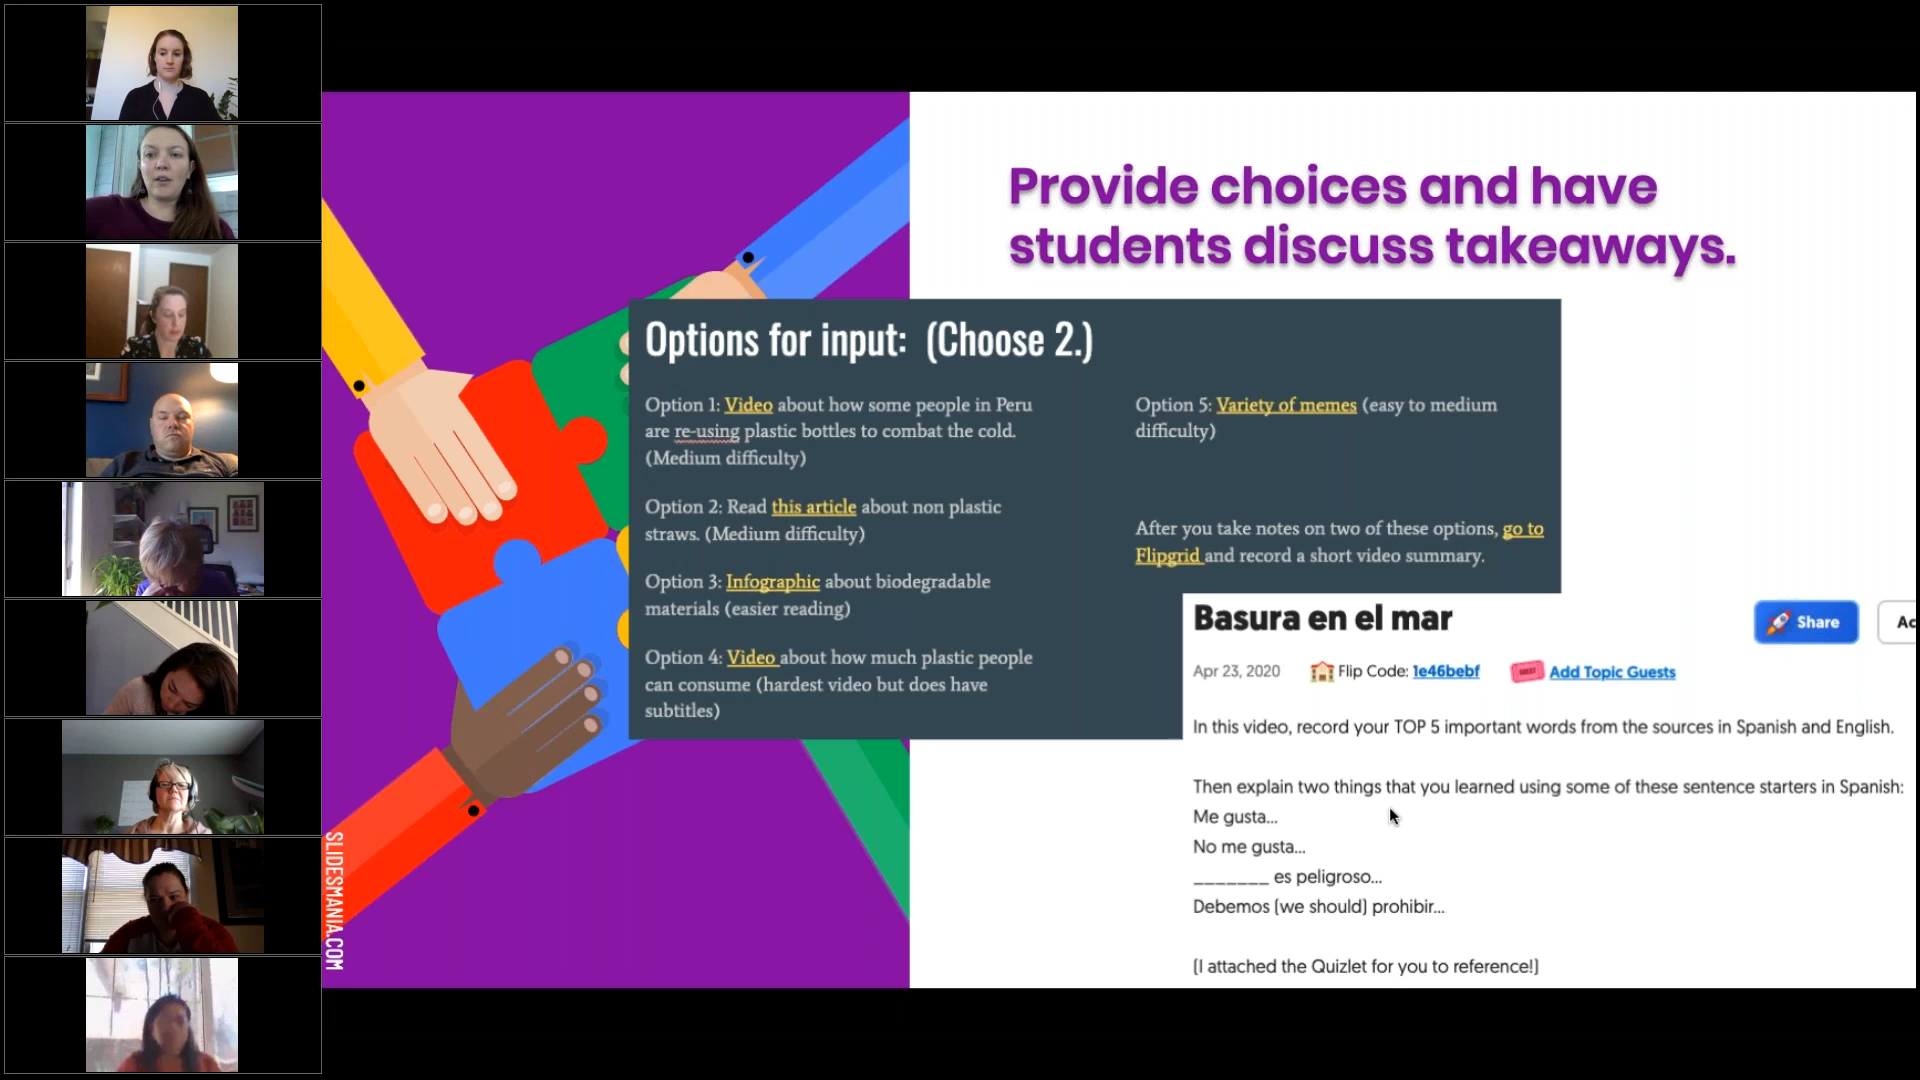 Provide choices and have
students discuss takeaways.
Options for input: (Choose 2.)
Option 1: Video about how some people in Peru
are re-using plastic bottles to combat the cold.
(Medium difficulty)
Option 2: Read this article about non plastic
straws. (Medium difficulty)
Option 3: Infographic about biodegradable
materials (easier reading)
Option 4: Video about how much plastic people
can consume (hardest video but does have
subtitles)
Option 5: Variety of memes (easy to medium
difficulty)
After you take notes on two of these options, go to
Flipgrid and record a short video summary.
Basura en el mar
Share
Ac
Apr 23, 2020 Flip Code: 1e46bebf Add Topic Guests
In this video, record your TOP 5 important words from the sources in Spanish and English.
Then explain two things that you learned using some of these sentence starters in Spanish:
Me gusta...
No me gusta...
_______ es peligroso...
Debemos (we should) prohibir...
(I attached the Quizlet for you to reference!)
SLIDESMANIA.COM